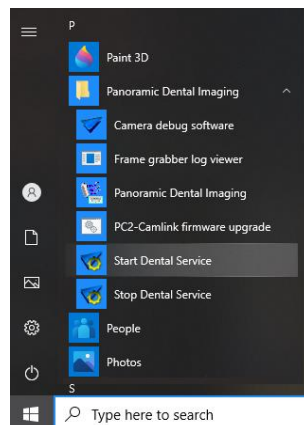 P
Paint 3D
Panoramic Dental Imaging
Camera debug software
Frame grabber log viewer
Panoramic Dental Imaging
PC2-Camlink firmware upgrade
Start Dental Service
Stop Dental Service
People
Photos
S
Type here to search